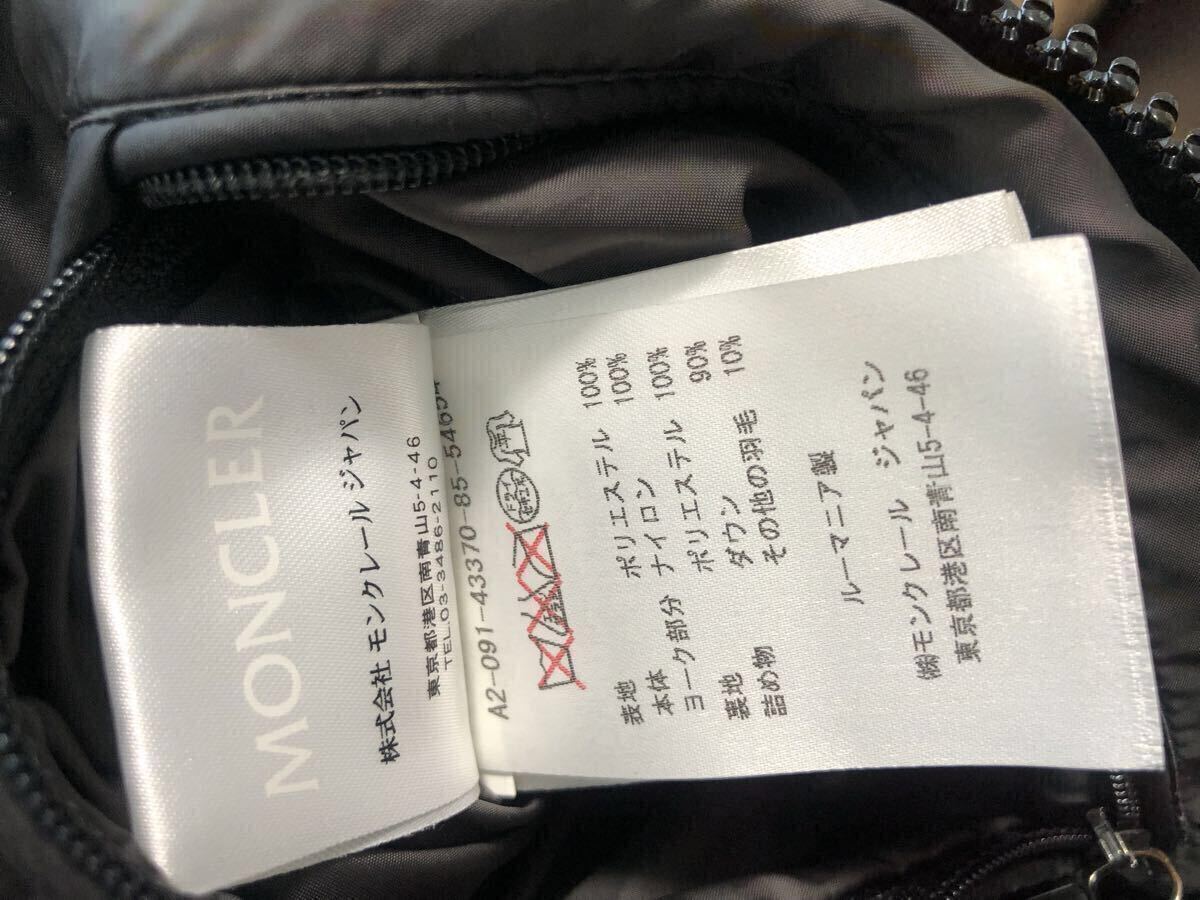 MONCLER
株式会社 モンクレール ジャパン
東京都港区南青山5-4-46
TEL.03-3486-2110
A2-091-43370-85-54694
ドライ
表地
本体 ポリエステル 100%
ヨーク部分 ナイロン 100%
裏地 ポリエステル 100%
詰め物 ダウン 90%
その他の羽毛 10%
ルーマニア製
㈱モンクレール ジャパン
東京都港区南青山5-4-46